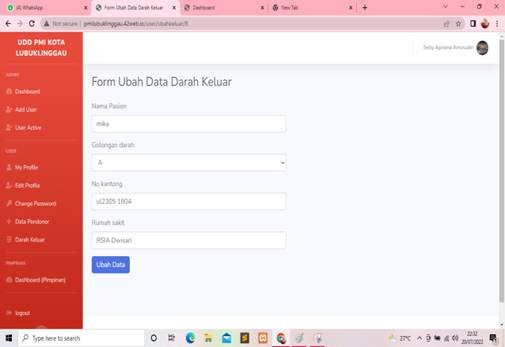 (4) WhatsApp
Form Ubah Data Darah Keluar
Dashboard
New Tab
Not secure
pmilubuklinggau.42web.io/user/ubahkeluar/8
UDD PMI KOTA
LUBUKLINGGAU
Selly Apriana Amirudin
ADMIN
Dashboard
Add User
User Active
USER
My Profile
Edit Profile
Change Password
Data Pendonor
Darah Keluar
PIMPINAN
Dashboard (Pimpinan)
logout
Form Ubah Data Darah Keluar
Nama Pasien
mika
Golongan darah
A
No kantong
ul2305 1804
Rumah sakit
RSIA Dwisari
Ubah Data
Type here to search
27°C
22:32
20/07/2022